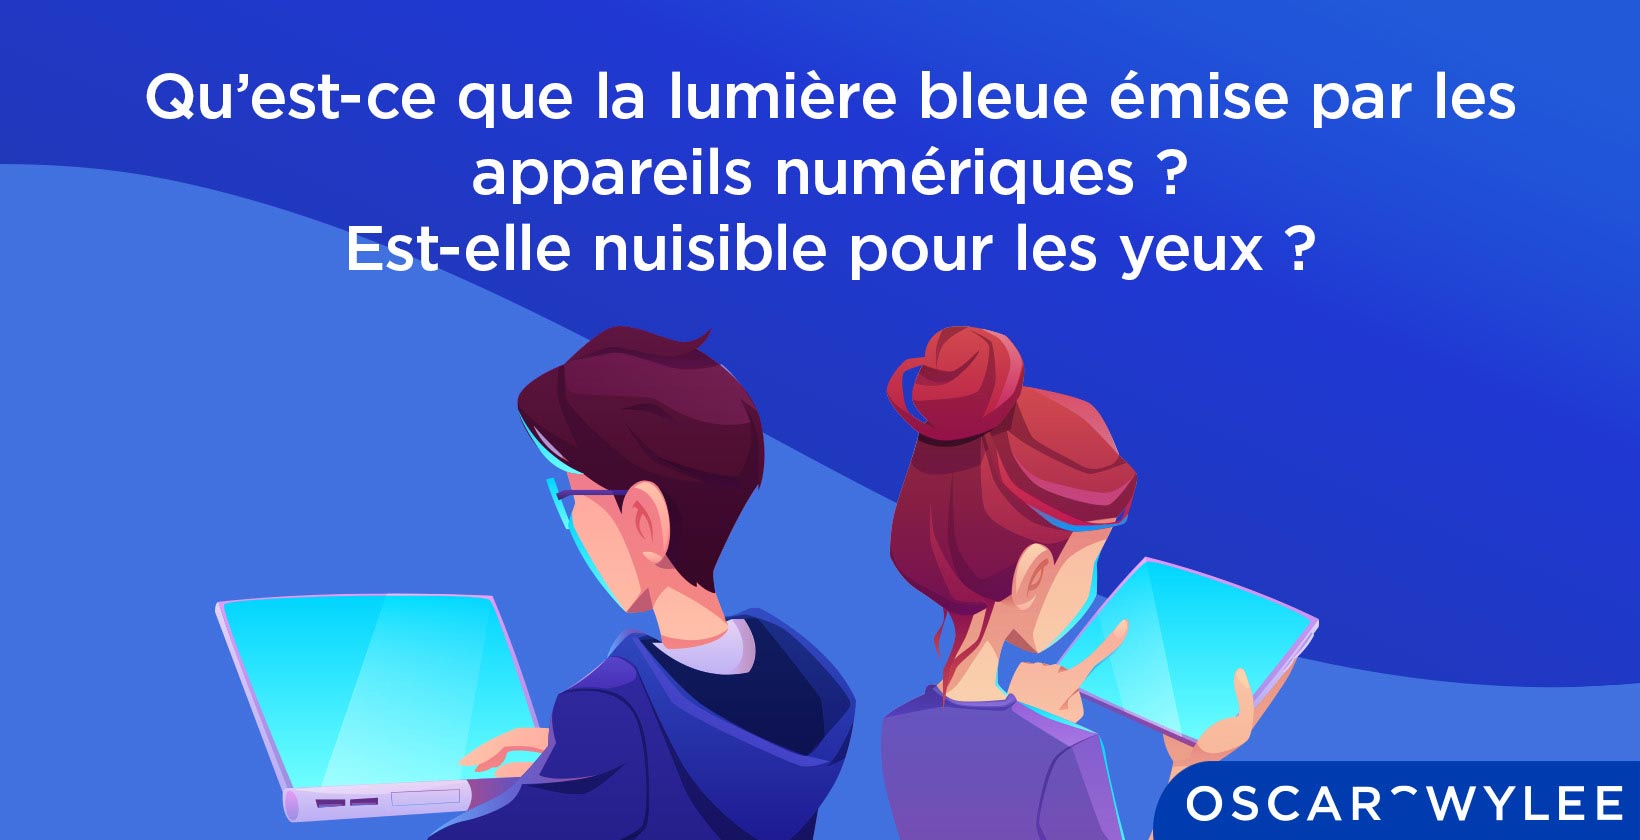 Qu’est-ce que la lumière bleue émise par les
appareils numériques ?
Est-elle nuisible pour les yeux ?
OSCAR WYLEE